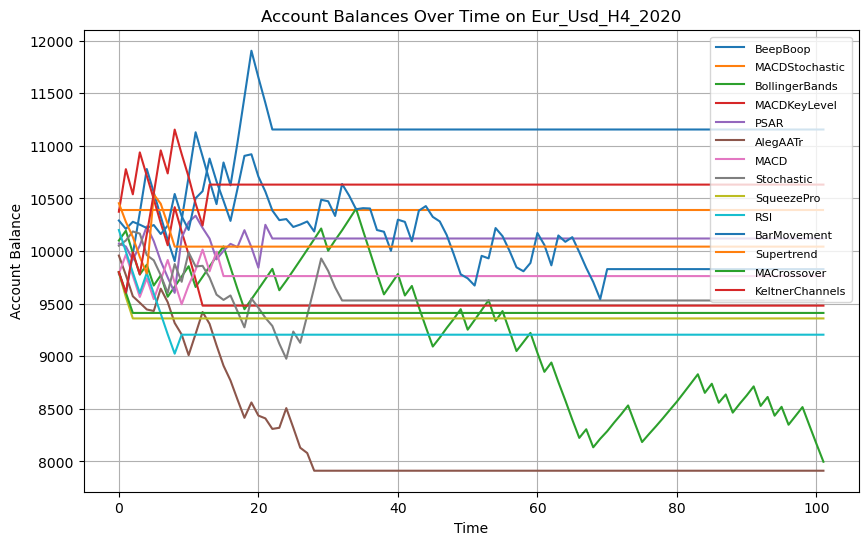 Account Balances Over Time on Eur_Usd_H4_2020
Account Balance
12000
11500
11000
10500
10000
9500
9000
8500
8000
BeepBoop
MACDStochastic
BollingerBands
MACDKeyLevel
PSAR
AlegAATr
MACD
Stochastic
SqueezePro
RSI
BarMovement
Supertrend
MACrossover
KeltnerChannels
0
20
40
60
80
100
Time